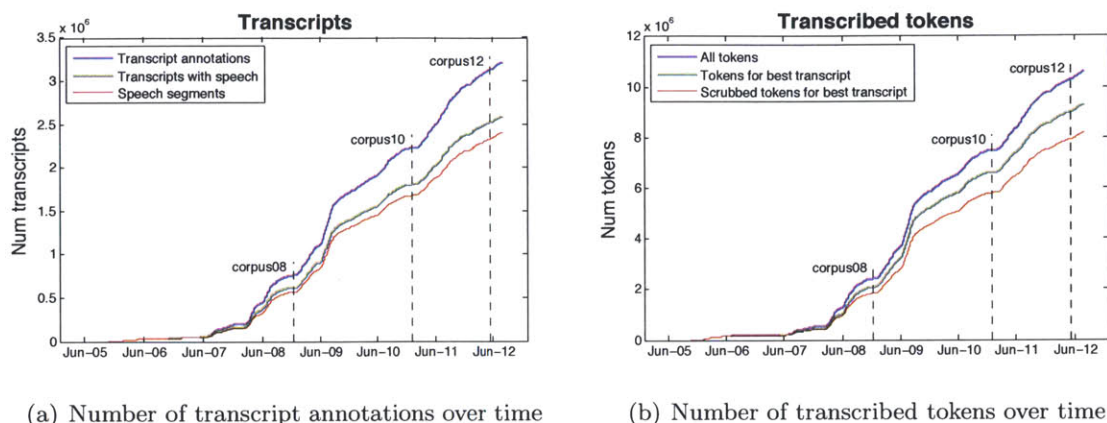 Transcripts
x 10^6
3.5
3
2.5
2
1.5
1
0.5
0
Num transcripts
Transcript annotations
Transcripts with speech
Speech segments
corpus08
corpus10
corpus12
Jun-05 Jun-06 Jun-07 Jun-08 Jun-09 Jun-10 Jun-11 Jun-12
(a) Number of transcript annotations over time
Transcribed tokens
x 10^6
12
10
8
6
4
2
0
Num tokens
All tokens
Tokens for best transcript
Scrubbed tokens for best transcript
corpus08
corpus10
corpus12
Jun-05 Jun-06 Jun-07 Jun-08 Jun-09 Jun-10 Jun-11 Jun-12
(b) Number of transcribed tokens over time